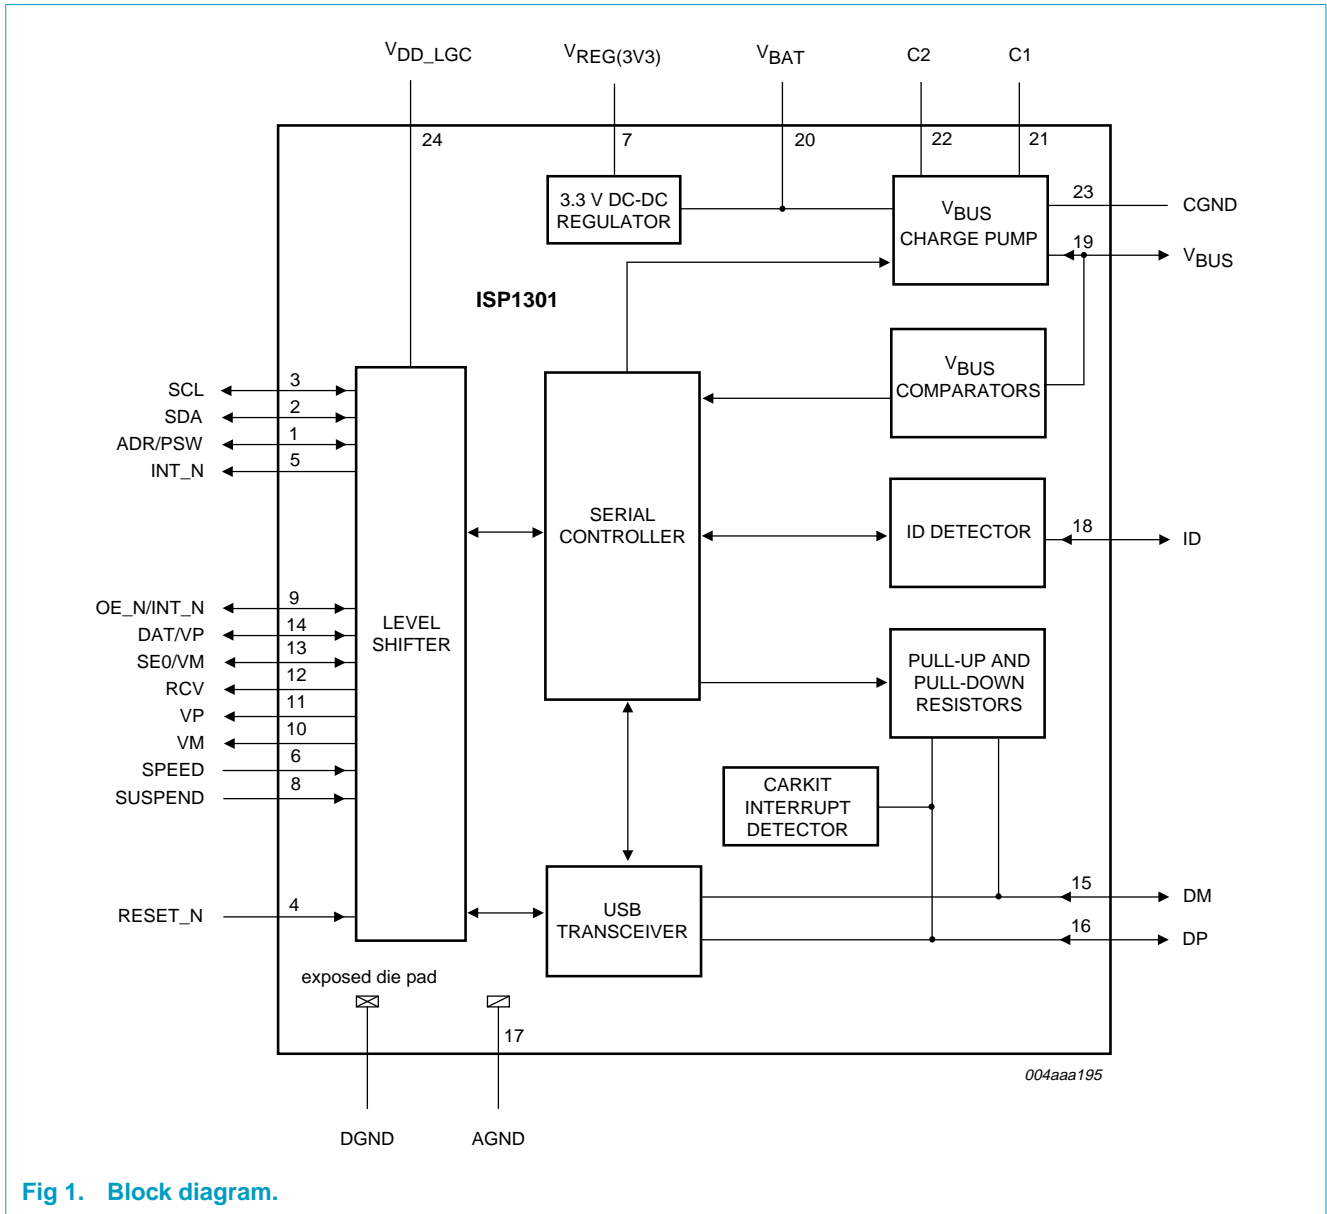 VDD_LGC VREG(3V3) VBAT C2 C1
24 7 20 22 21
3.3 V DC-DC
REGULATOR
VBUS
CHARGE PUMP
23 CGND
19 VBUS
ISP1301
VBUS
COMPARATORS
SCL 3
SDA 2
ADR/PSW 1
INT_N 5
SERIAL
CONTROLLER
ID DETECTOR
18 ID
OE_N/INT_N 9
DAT/VP 14
SE0/VM 13
RCV 12
VP 11
VM 10
SPEED 6
SUSPEND 8
LEVEL
SHIFTER
PULL-UP AND
PULL-DOWN
RESISTORS
CARKIT
INTERRUPT
DETECTOR
RESET_N 4
USB
TRANSCEIVER
15 DM
16 DP
exposed die pad
17
004aaa195
DGND AGND
Fig 1. Block diagram.